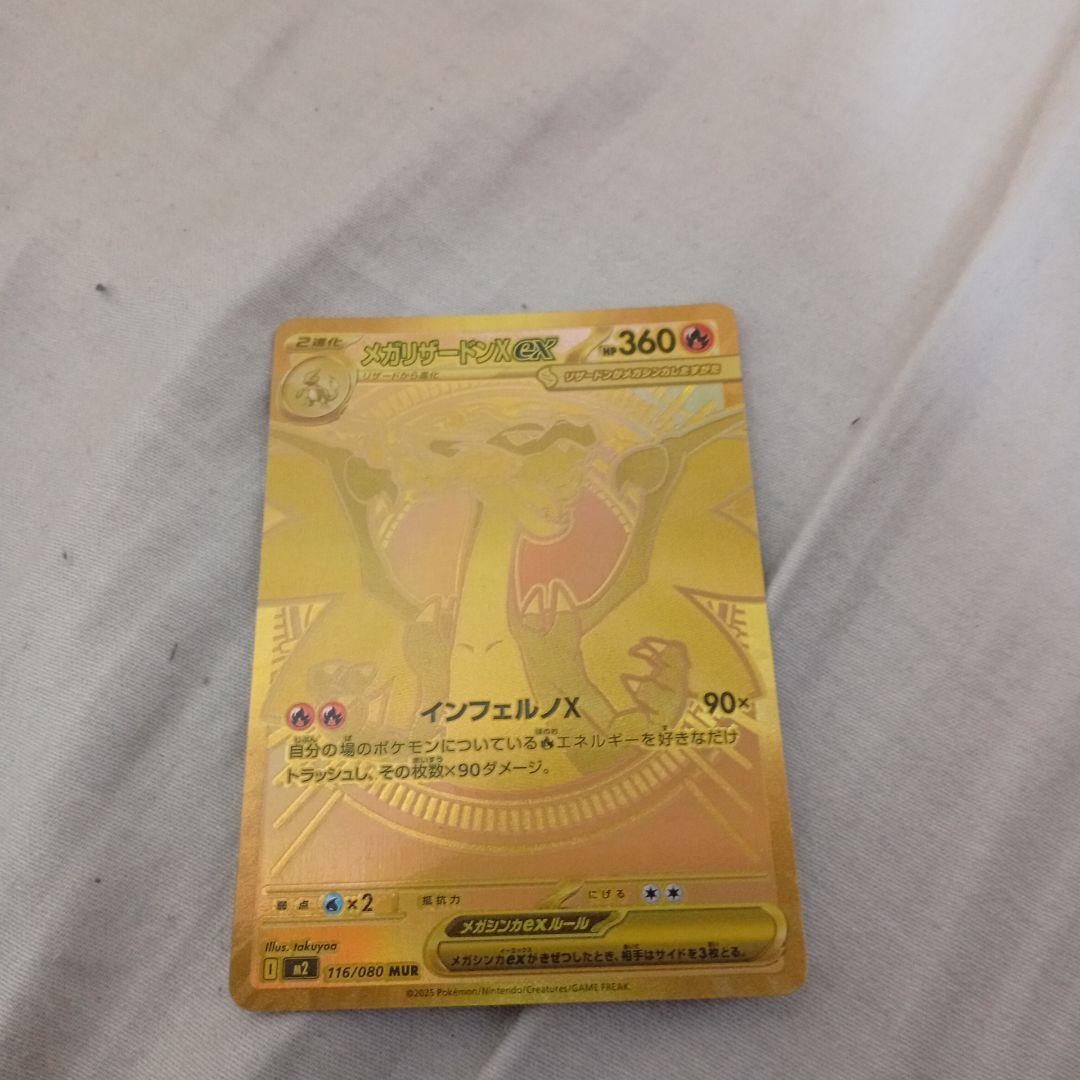 2進化 メガリザードンXex HP360
リザードから進化 リザードンがメガシンカしたすがた
インフェルノX 90×
自分の場のポケモンについているエネルギーを好きなだけ
トラッシュし、その枚数×90ダメージ。
弱点 ×2 抵抗力 にげる
メガシンカexルール
メガシンカexがきぜつしたとき、相手はサイドを3枚とる。
Illus. takuyoa
I m2 116/080 MUR
©2025 Pokémon/Nintendo/Creatures/GAME FREAK.